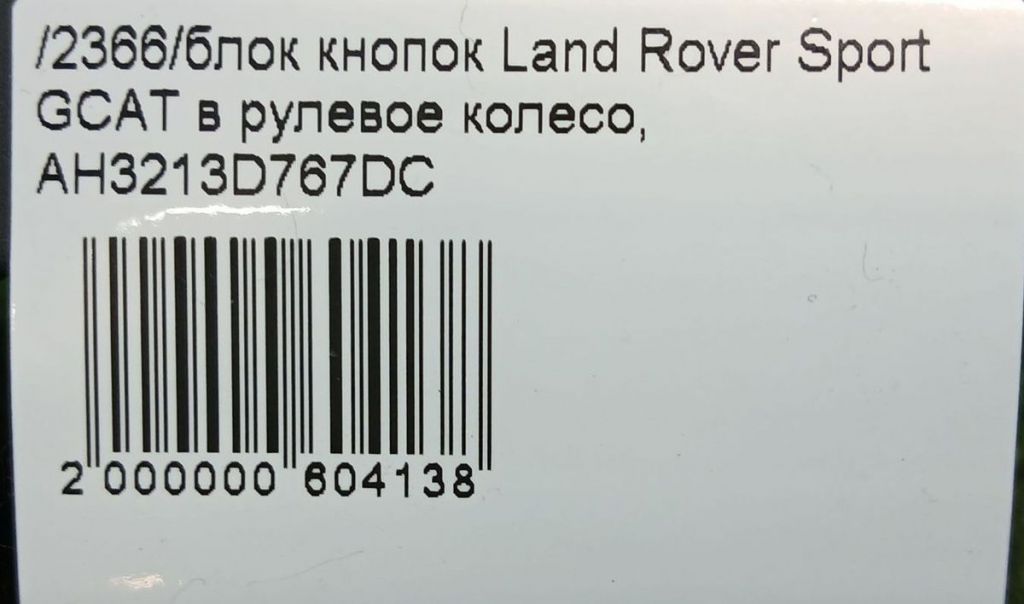 /2366/блок кнопок Land Rover Sport
GCAT в рулевое колесо,
AH3213D767DC
2 000000 604138